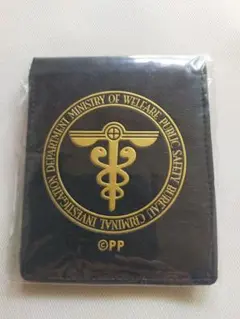 MINISTRY OF WELFARE PUBLIC SAFETY BUREAU CRIMINAL INVESTIGATION DEPARTMENT
©PP